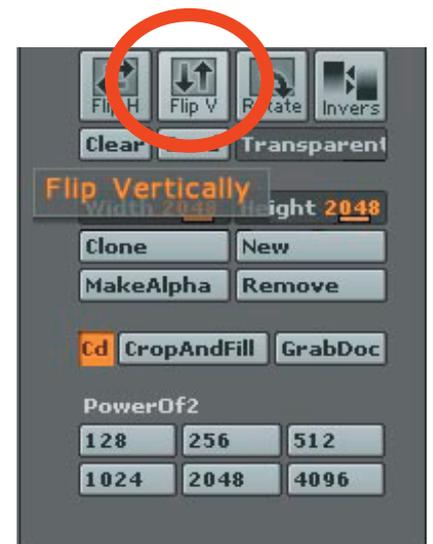 Flip H Flip V Rotate Invers
Clear Transparent
Flip Vertically
Width 2048 Height 2048
Clone New
MakeAlpha Remove
Cd CropAndFill GrabDoc
PowerOf2
128 256 512
1024 2048 4096